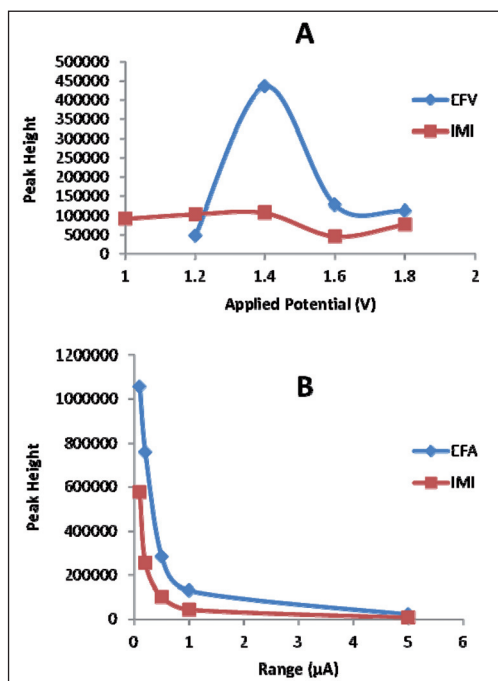 A
500000
450000
400000
350000
300000
250000
200000
150000
100000
50000
0
Peak Height
CFV
IMI
1 1.2 1.4 1.6 1.8 2
Applied Potential (V)
B
1200000
1000000
800000
600000
400000
200000
0
Peak Height
CFA
IMI
0 1 2 3 4 5 6
Range (µA)